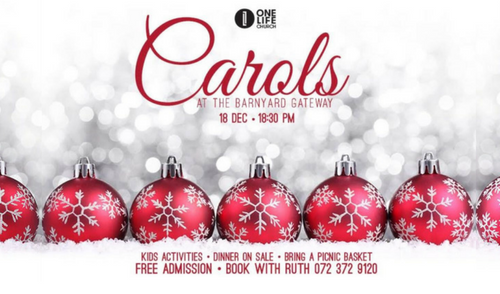 ONE
LIFE
CHURCH
Carols
AT THE BARNYARD GATEWAY
18 DEC • 18:30 PM
KIDS ACTIVITIES • DINNER ON SALE • BRING A PICNIC BASKET
FREE ADMISSION • BOOK WITH RUTH 072 372 9120